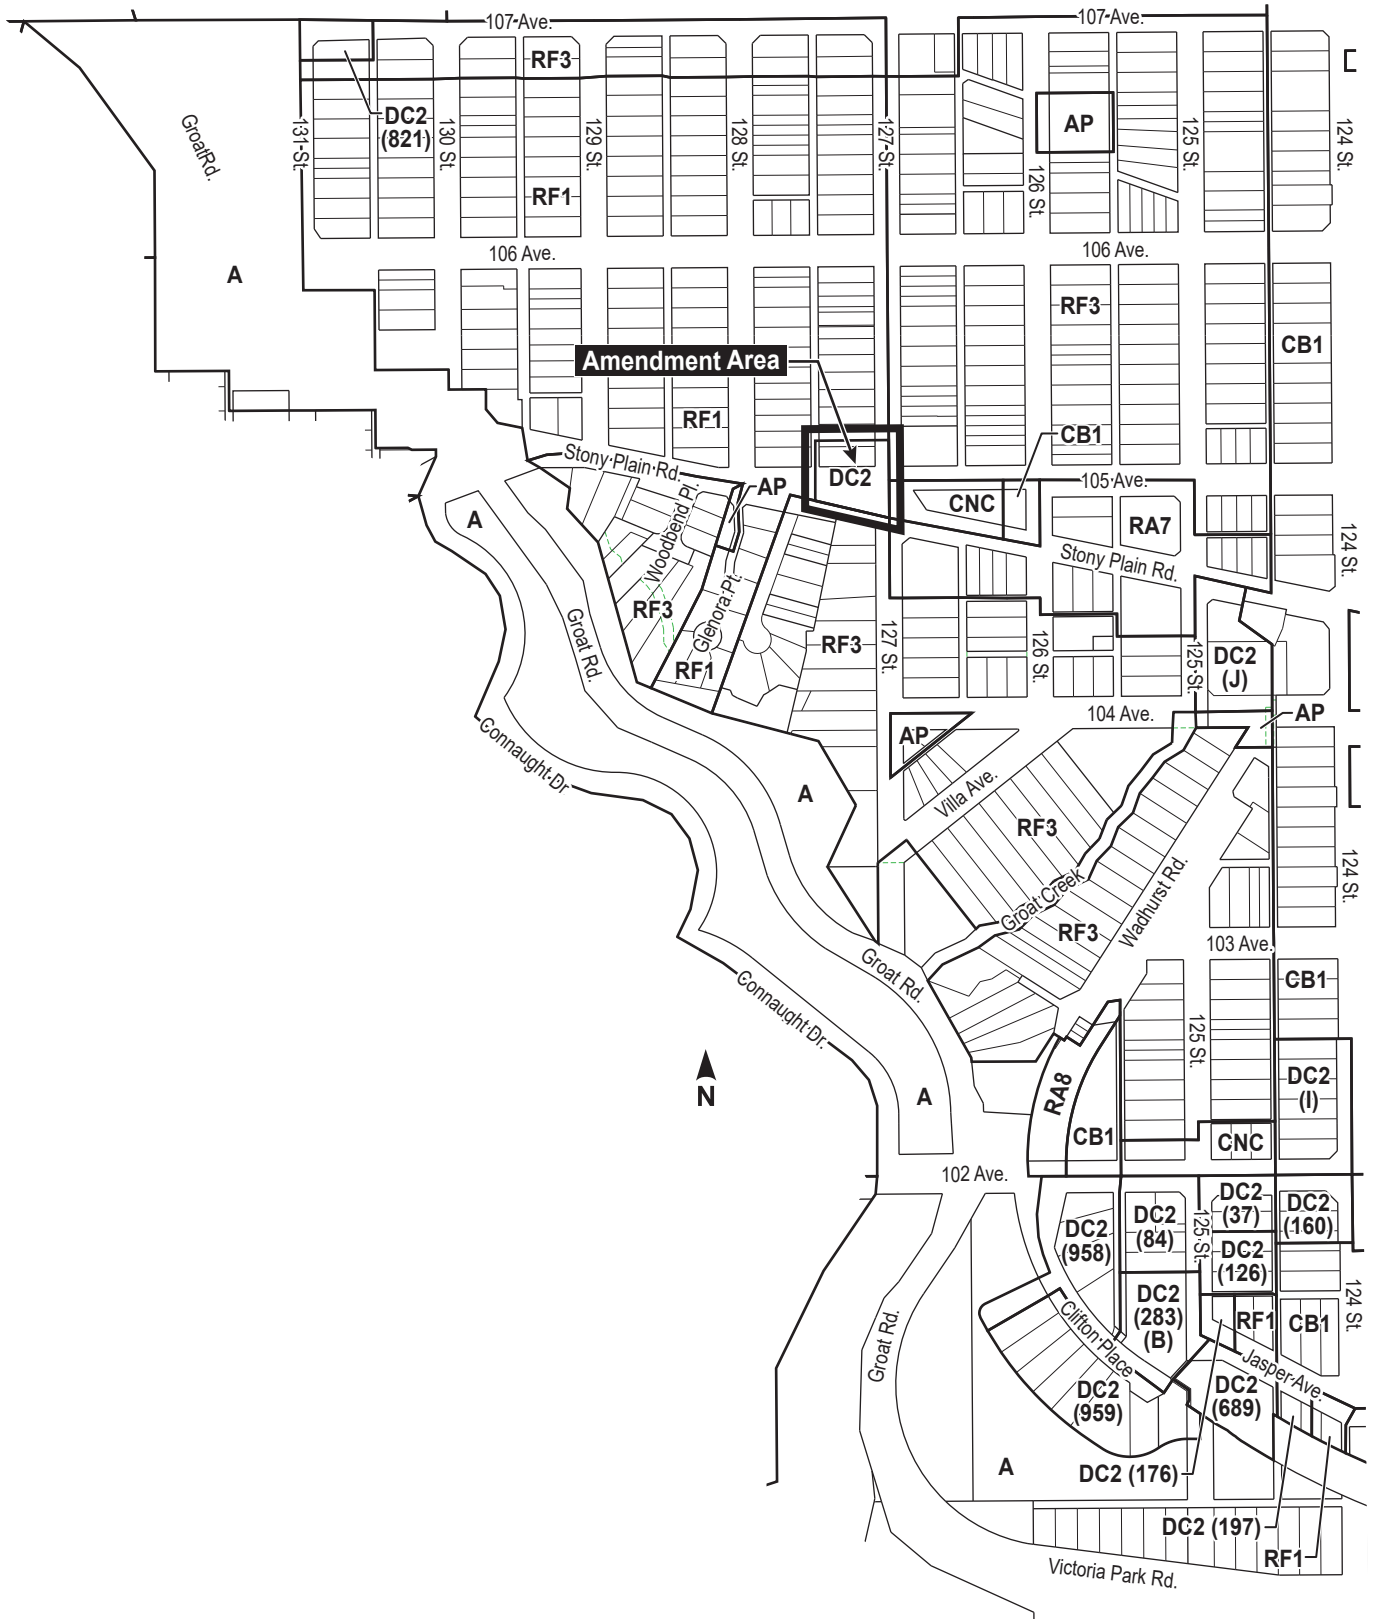 107 Ave.
107 Ave.
RF3
DC2
(821)
AP
Groat Rd.
131 St.
130 St.
129 St.
128 St.
127 St.
126 St.
125 St.
124 St.
RF1
106 Ave.
106 Ave.
A
RF3
CB1
Amendment Area
RF1
CB1
Stony Plain Rd.
DC2
AP
105 Ave.
CNC
RA7
A
Woodbend Pl.
Stony Plain Rd.
124 St.
RF3
Glenora Pt.
Groat Rd.
RF3
127 St.
126 St.
125 St.
DC2
(J)
RF1
104 Ave.
AP
AP
Connaught Dr
A
Villa Ave.
RF3
124 St.
Groat Creek
Wadhurst Rd.
RF3
103 Ave.
Groat Rd.
CB1
Connaught Dr.
125 St.
N
RA8
DC2
(I)
A
CB1
CNC
102 Ave.
DC2
(37)
DC2
(160)
DC2
(958)
DC2
(84)
125 St.
DC2
(126)
124 St.
DC2
(283)
(B)
RF1
CB1
Clifton Place
Groat Rd.
Jasper Ave.
DC2
(959)
DC2
(689)
A
DC2 (176)
DC2 (197)
RF1
Victoria Park Rd.